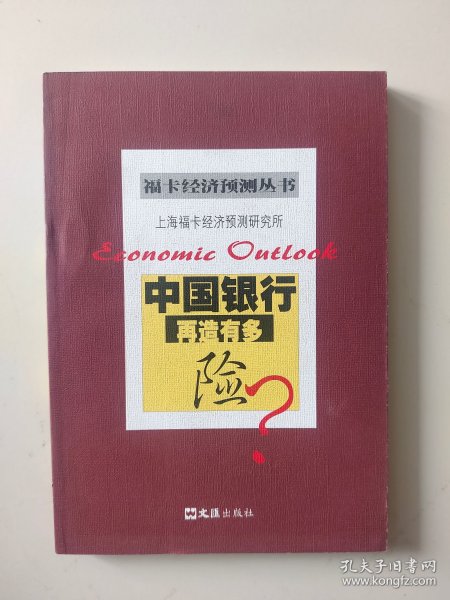 福卡经济预测丛书
上海福卡经济预测研究所
Economic Outlook
中国银行
再造有多
险?
文匯出版社
孔夫子旧书网
www.kongfz.com